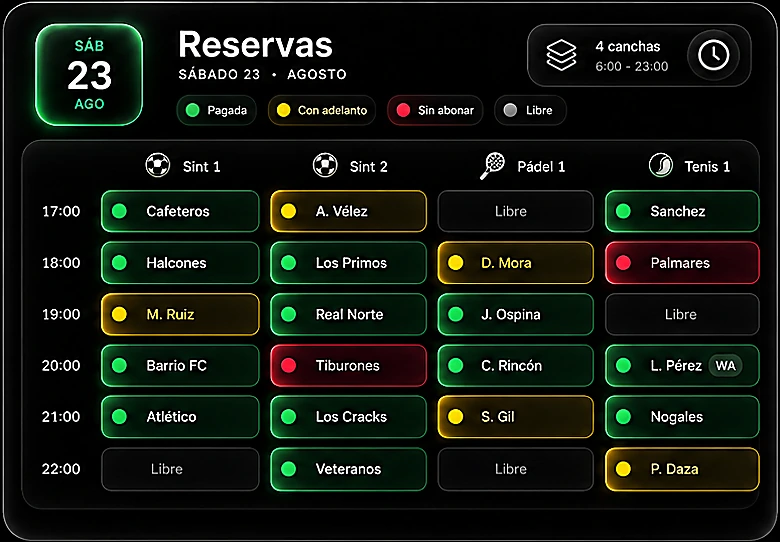 SÁB
23
AGO
Reservas
SÁBADO 23 • AGOSTO
4 canchas
6:00 - 23:00
Pagada Con adelanto Sin abonar Libre
Sint 1 Sint 2 Pádel 1 Tenis 1
17:00 Cafeteros A. Vélez Libre Sanchez
18:00 Halcones Los Primos D. Mora Palmares
19:00 M. Ruiz Real Norte J. Ospina Libre
20:00 Barrio FC Tiburones C. Rincón L. Pérez WA
21:00 Atlético Los Cracks S. Gil Nogales
22:00 Libre Veteranos Libre P. Daza